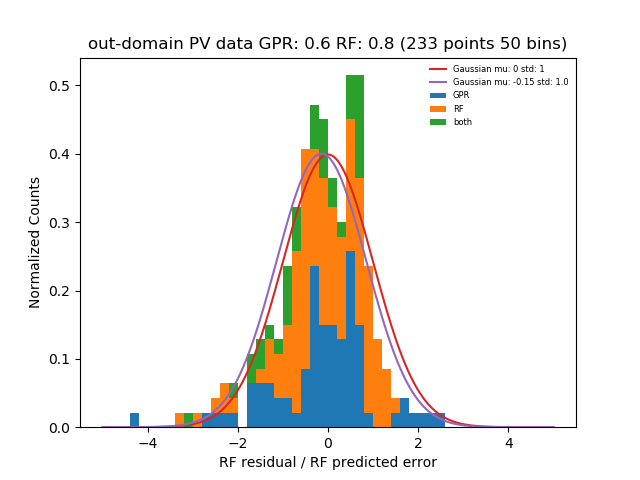 out-domain PV data GPR: 0.6 RF: 0.8 (233 points 50 bins)
Gaussian mu: 0 std: 1
Gaussian mu: -0.15 std: 1.0
GPR
RF
both
Normalized Counts
0.5
0.4
0.3
0.2
0.1
0.0
−4 −2 0 2 4
RF residual / RF predicted error